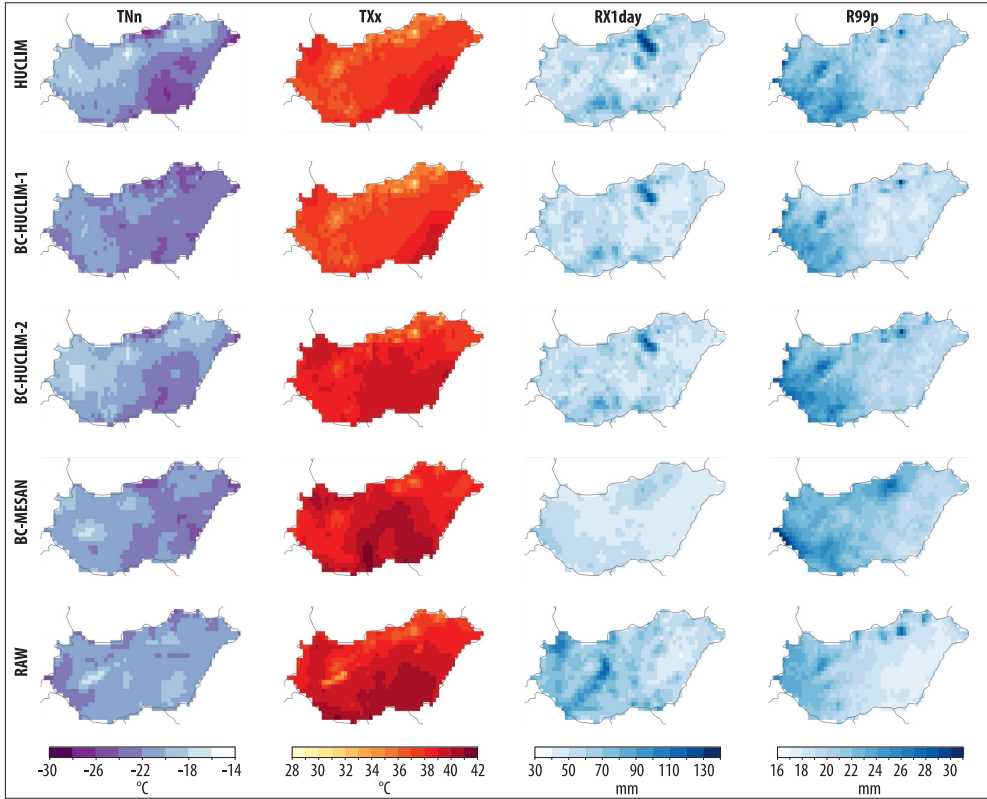 TNn TXx RX1day R99p
HUCLIM
BC-HUCLIM-1
BC-HUCLIM-2
BC-MESAN
RAW
−30 −26 −22 −18 −14
°C
28 30 32 34 36 38 40 42
°C
30 50 70 90 110 130
mm
16 18 20 22 24 26 28 30
mm